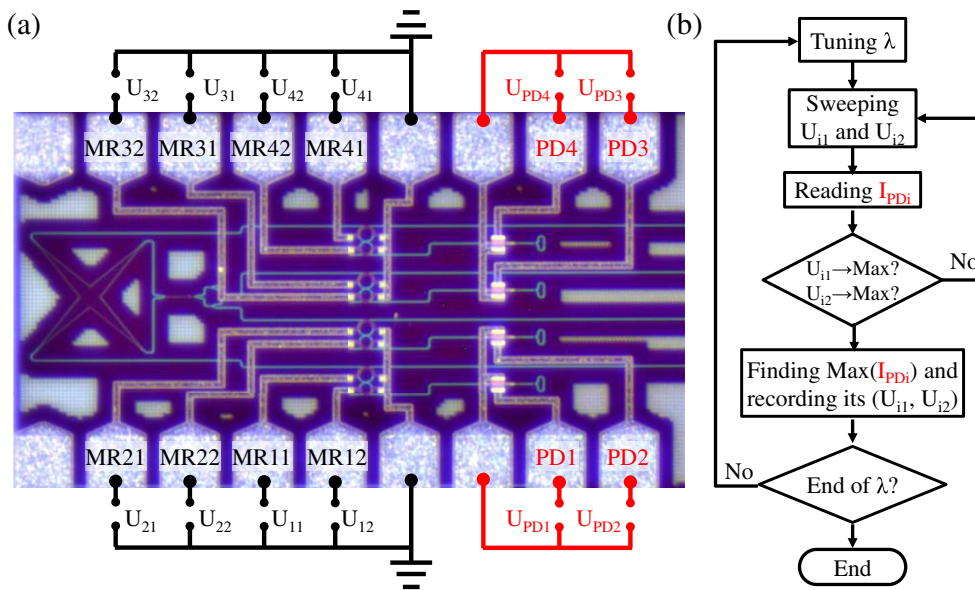 (a)
U32
U31
U42
U41
UPD4
UPD3
MR32
MR31
MR42
MR41
PD4
PD3
MR21
MR22
MR11
MR12
PD1
PD2
U21
U22
U11
U12
UPD1
UPD2
(b)
Tuning λ
Sweeping
Ui1 and Ui2
Reading IPDi
Ui1→Max?
Ui2→Max?
No
Finding Max(IPDi) and
recording its (Ui1, Ui2)
No
End of λ?
End